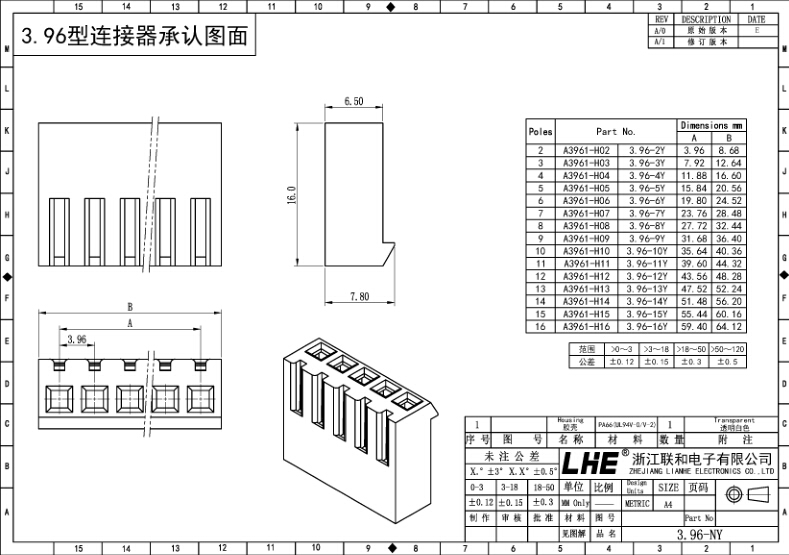 15 14 13 12 11 10 9 8 7 6 5 4 3 2 1
3.96型连接器承认图面
REV DESCRIPTION DATE
A/0 原始版本 E
A/1 修订版本
M
L
K
J
H
G
F
E
D
C
B
A
6.50
16.0
7.80
B
A
3.96
Poles Part No. Dimensions mm
A B
2 A3961-H02 3.96-2Y 3.96 8.68
3 A3961-H03 3.96-3Y 7.92 12.64
4 A3961-H04 3.96-4Y 11.88 16.60
5 A3961-H05 3.96-5Y 15.84 20.56
6 A3961-H06 3.96-6Y 19.80 24.52
7 A3961-H07 3.96-7Y 23.76 28.48
8 A3961-H08 3.96-8Y 27.72 32.44
9 A3961-H09 3.96-9Y 31.68 36.40
10 A3961-H10 3.96-10Y 35.64 40.36
11 A3961-H11 3.96-11Y 39.60 44.32
12 A3961-H12 3.96-12Y 43.56 48.28
13 A3961-H13 3.96-13Y 47.52 52.24
14 A3961-H14 3.96-14Y 51.48 56.20
15 A3961-H15 3.96-15Y 55.44 60.16
16 A3961-H16 3.96-16Y 59.40 64.12
范围 >0~3 >3~18 >18~50 >50~120
公差 ±0.12 ±0.15 ±0.3 ±0.5
1 Housing 胶壳 PA66(UL94V-0/V-2) 1 Transparent 透明白色
序号 图号 名称 材料 数量 附注
未注公差
X.° ±3° X.X° ±0.5°
LHE® 浙江联和电子有限公司
ZHEJIANG LIANHE ELECTRONICS CO.,LTD
0-3 3-18 18-50 单位 比例 Design Units SIZE 页码
±0.12 ±0.15 ±0.3 MM Only —— METRIC A4
制作 审核 批准 材料 图号 Part No
见图解 品名 3.96-NY
15 14 13 12 11 10 9 8 7 6 5 4 3 2 1
M
L
K
J
H
G
F
E
D
C
B
A